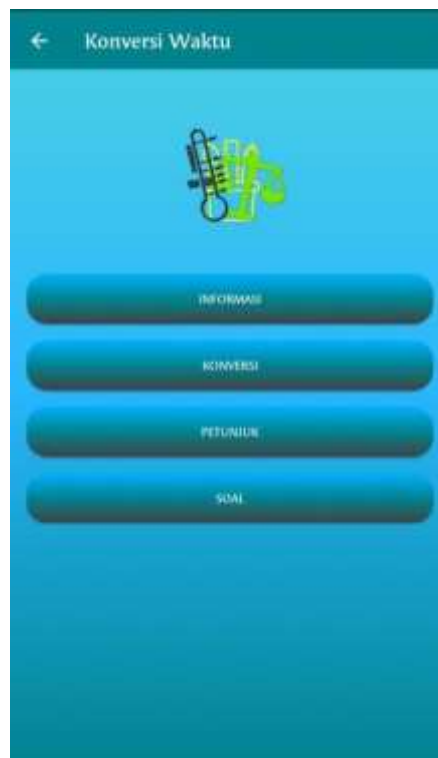 Konversi Waktu
INFORMASI
KONVERSI
PETUNJUK
SOAL